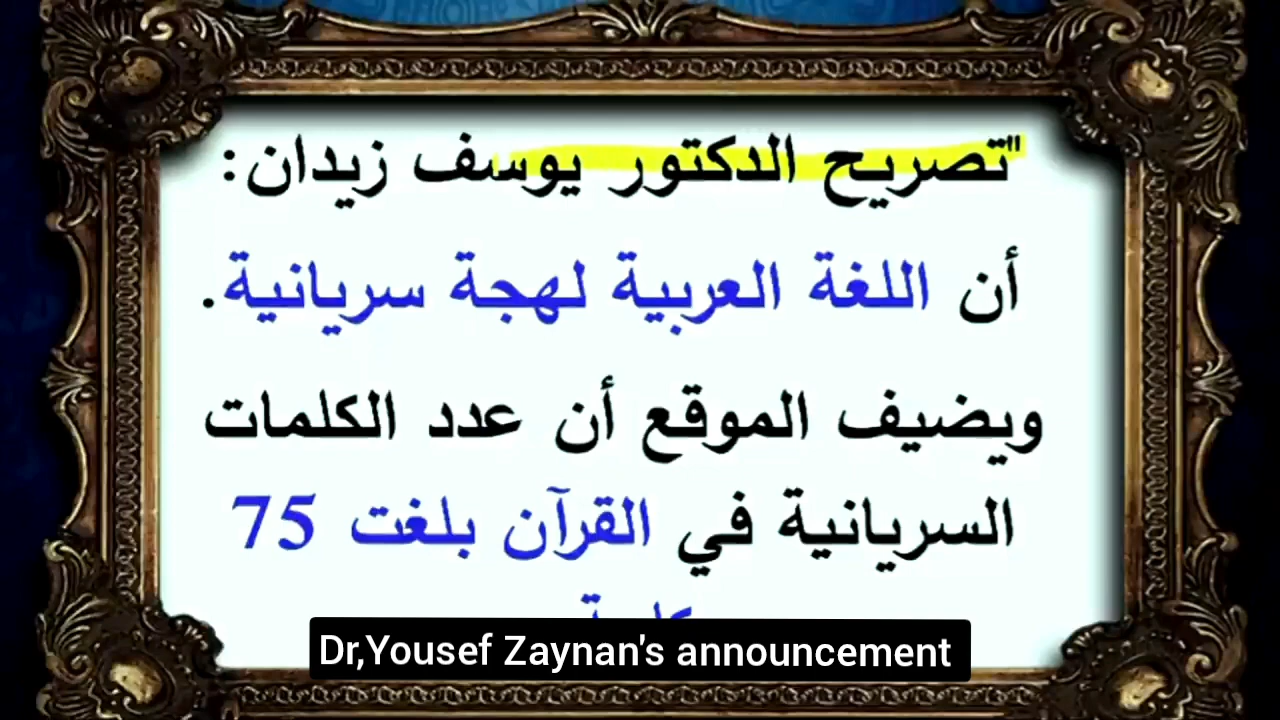 "تصريح الدكتور يوسف زيدان:
أن اللغة العربية لهجة سريانية.
ويضيف الموقع أن عدد الكلمات
السريانية في القرآن بلغت 75
Dr,Yousef Zaynan's announcement